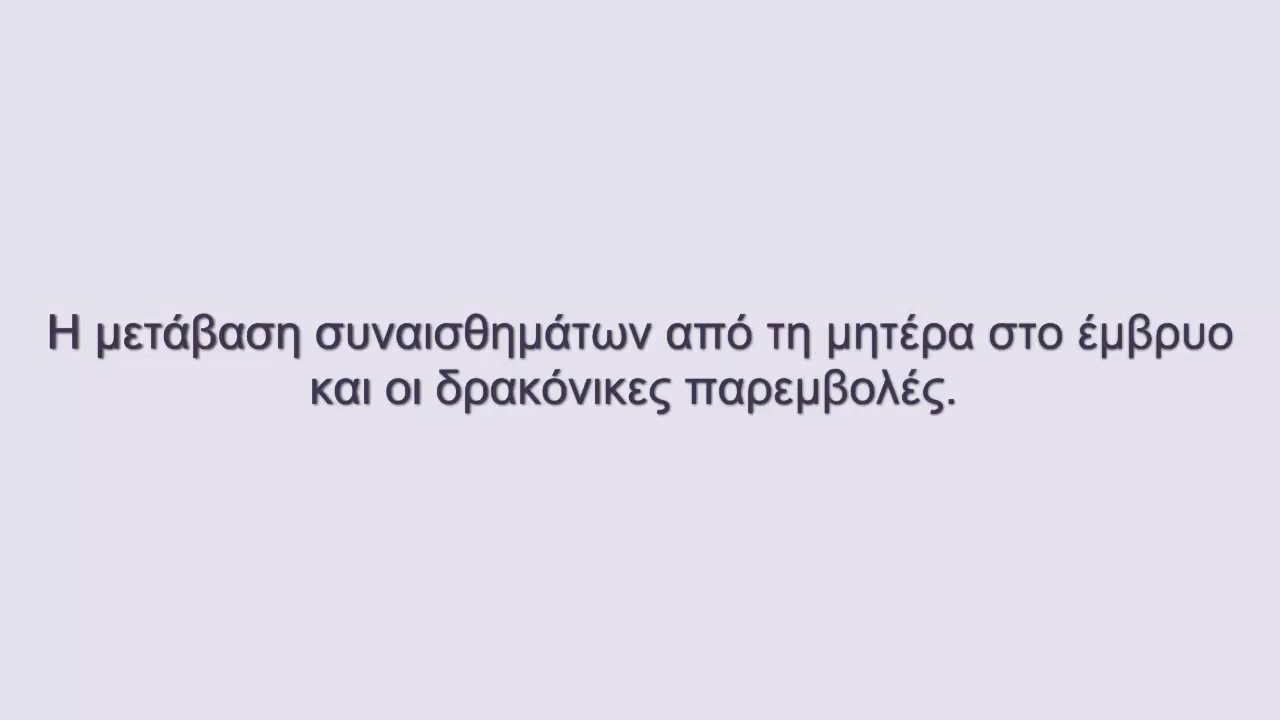 Η μετάβαση συναισθημάτων από τη μητέρα στο έμβρυο
και οι δρακόνικες παρεμβολές.